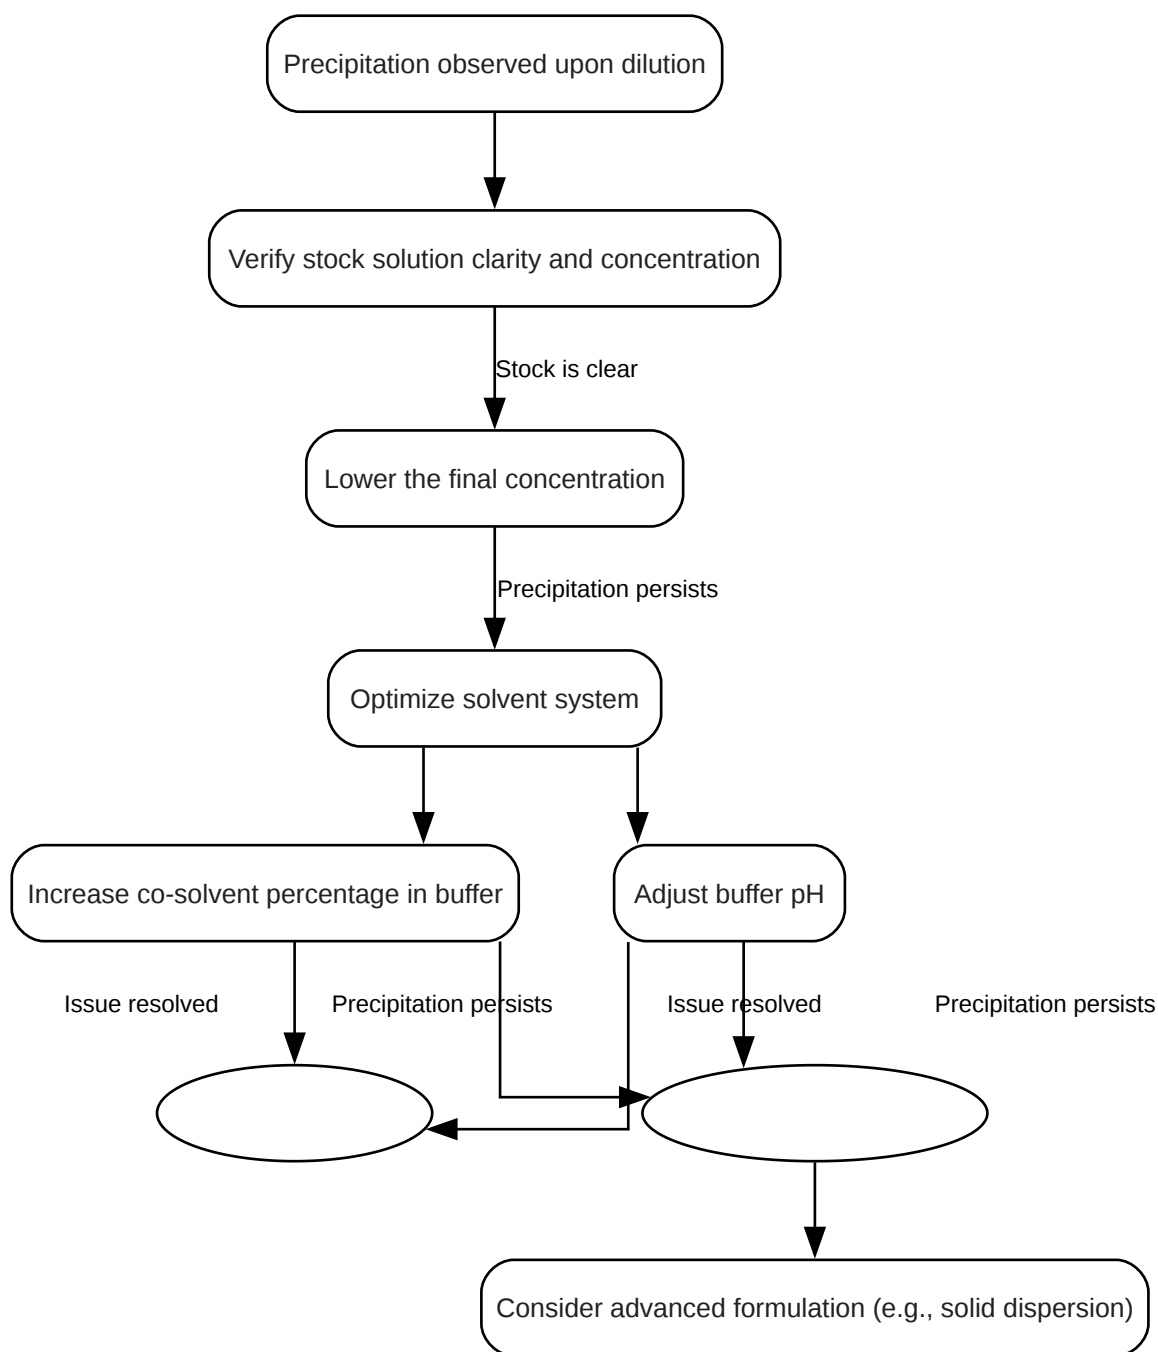 Precipitation observed upon dilution
Verify stock solution clarity and concentration
Stock is clear
Lower the final concentration
Precipitation persists
Optimize solvent system
Increase co-solvent percentage in buffer
Adjust buffer pH
Issue resolved
Precipitation persists
Issue resolved
Precipitation persists
Consider advanced formulation (e.g., solid dispersion)